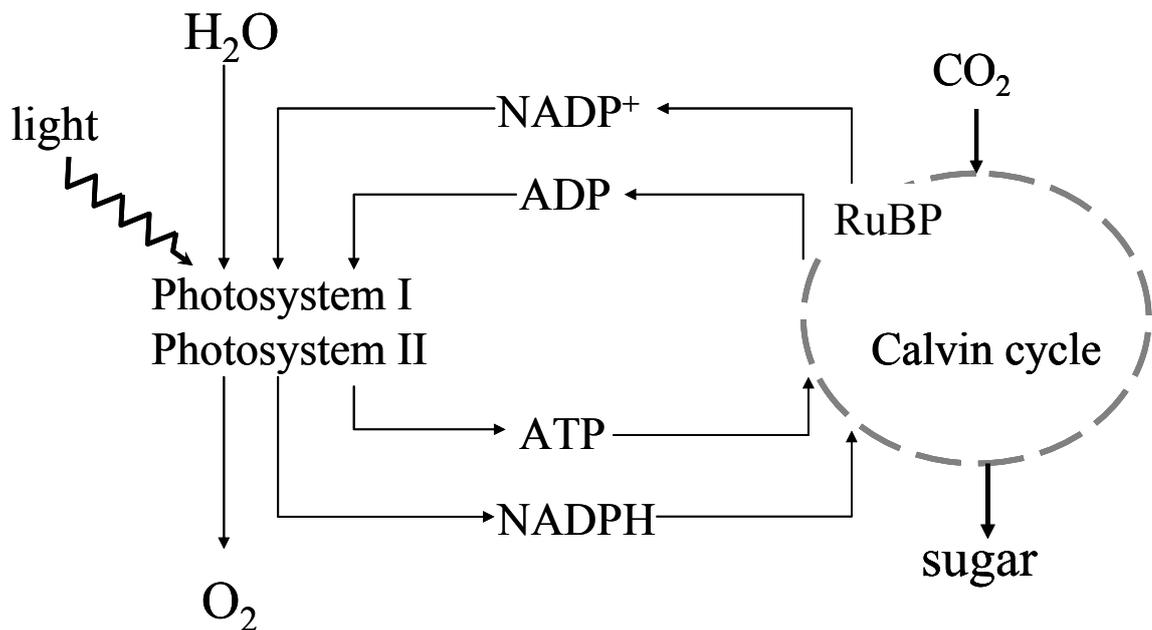 H₂O
CO₂
light
NADP⁺
ADP
RuBP
Photosystem I
Photosystem II
Calvin cycle
ATP
NADPH
sugar
O₂